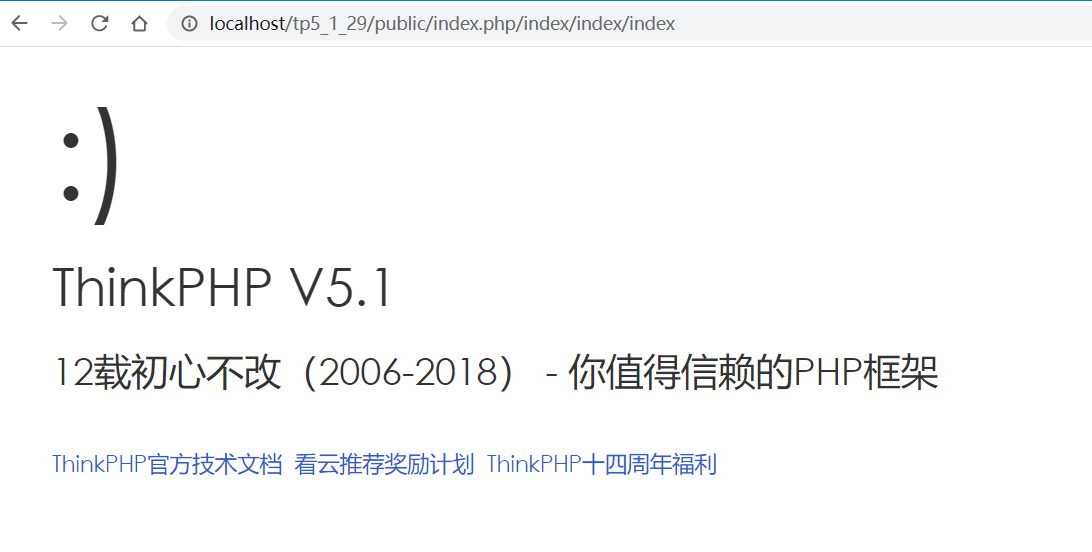 localhost/tp5_1_29/public/index.php/index/index/index
:)
ThinkPHP V5.1
12载初心不改（2006-2018） - 你值得信赖的PHP框架
ThinkPHP官方技术文档 看云推荐奖励计划 ThinkPHP十四周年福利